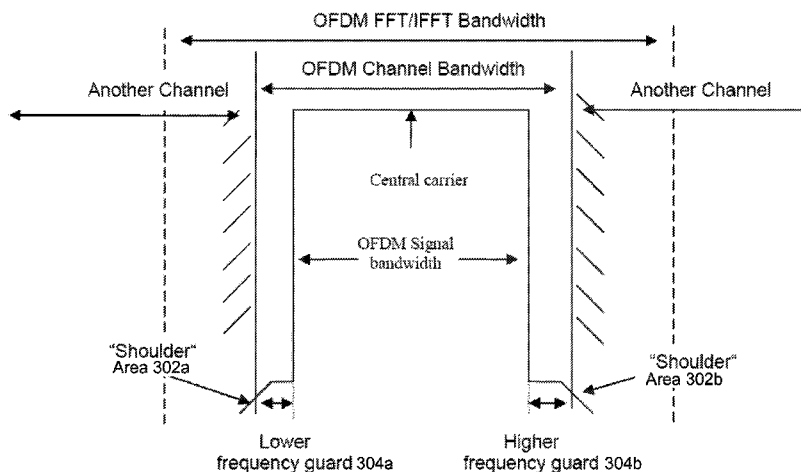 OFDM FFT/IFFT Bandwidth
OFDM Channel Bandwidth
Another Channel
Another Channel
Central carrier
OFDM Signal
bandwidth
"Shoulder"
Area 302a
"Shoulder"
Area 302b
Lower
frequency guard 304a
Higher
frequency guard 304b